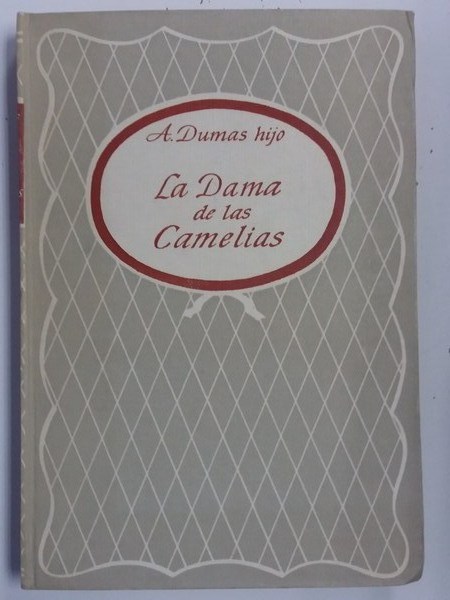 A. Dumas hijo
La Dama
de las
Camelias